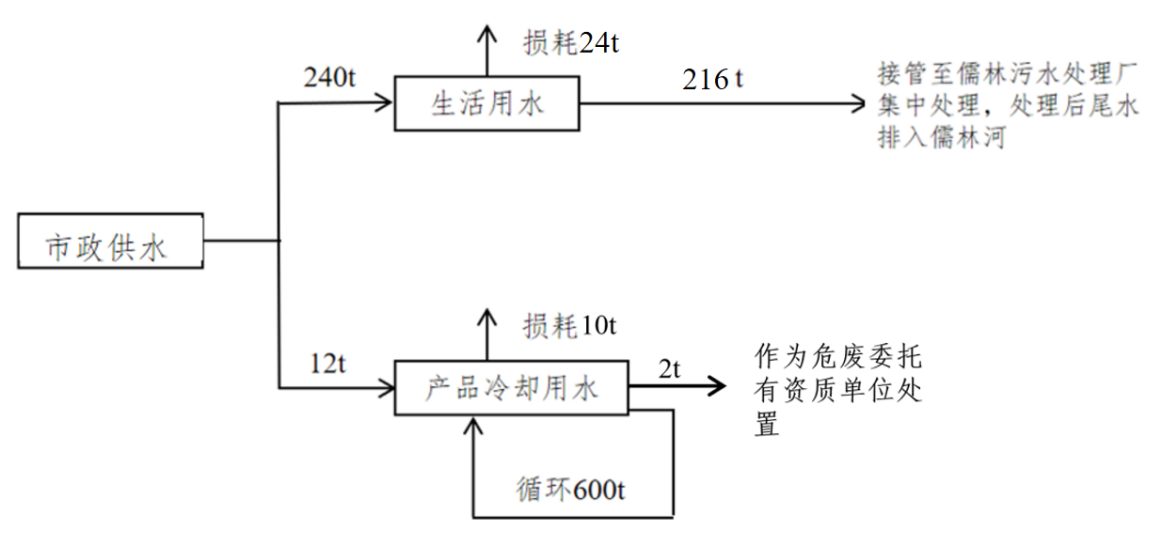 损耗24t
240t
生活用水
216 t
接管至儒林污水处理厂
集中处理，处理后尾水
排入儒林河
市政供水
损耗10t
12t
产品冷却用水
2t
作为危废委托
有资质单位处
置
循环600t